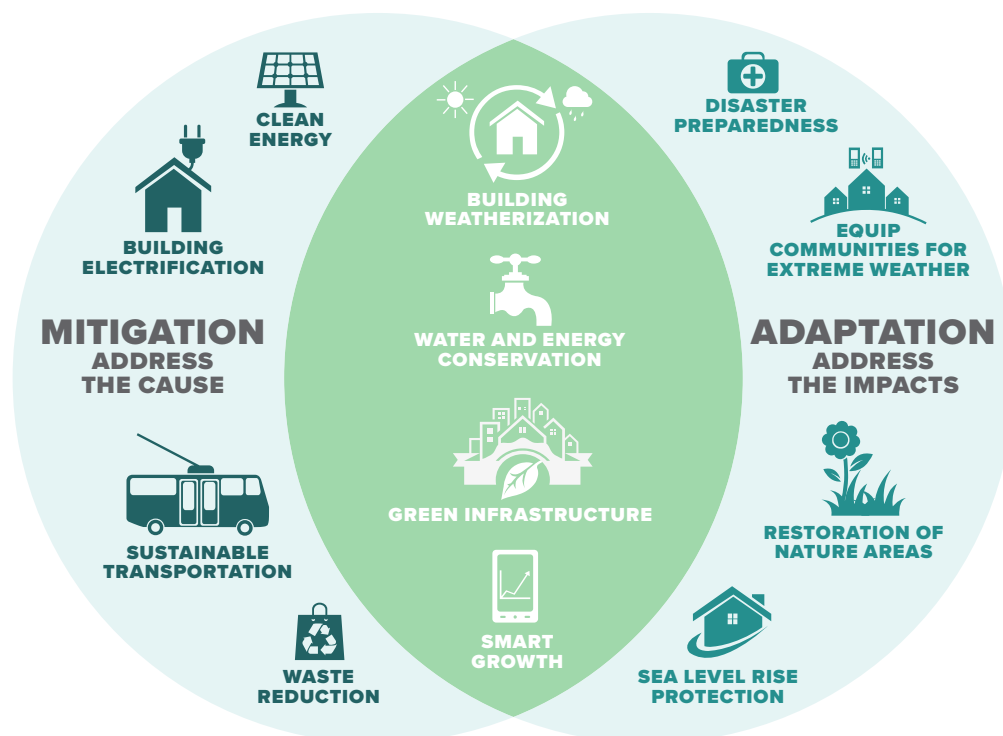 CLEAN
ENERGY
BUILDING
ELECTRIFICATION
MITIGATION
ADDRESS
THE CAUSE
SUSTAINABLE
TRANSPORTATION
WASTE
REDUCTION
BUILDING
WEATHERIZATION
WATER AND ENERGY
CONSERVATION
GREEN INFRASTRUCTURE
SMART
GROWTH
DISASTER
PREPAREDNESS
EQUIP
COMMUNITIES FOR
EXTREME WEATHER
ADAPTATION
ADDRESS
THE IMPACTS
RESTORATION OF
NATURE AREAS
SEA LEVEL RISE
PROTECTION